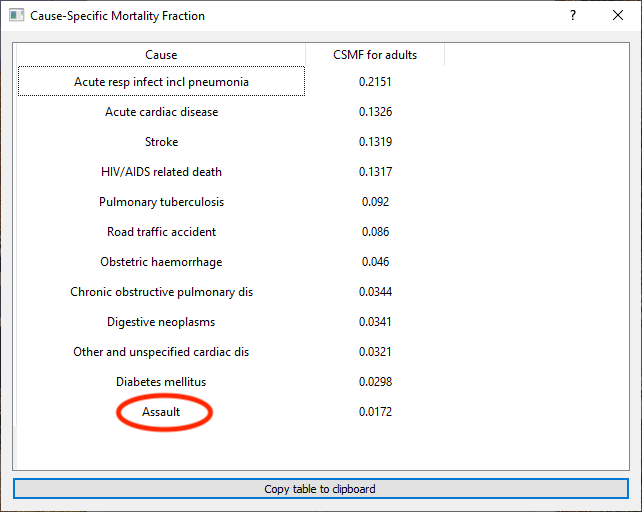 Cause-Specific Mortality Fraction
Cause CSMF for adults
Acute resp infect incl pneumonia 0.2151
Acute cardiac disease 0.1326
Stroke 0.1319
HIV/AIDS related death 0.1317
Pulmonary tuberculosis 0.092
Road traffic accident 0.086
Obstetric haemorrhage 0.046
Chronic obstructive pulmonary dis 0.0344
Digestive neoplasms 0.0341
Other and unspecified cardiac dis 0.0321
Diabetes mellitus 0.0298
Assault 0.0172
Copy table to clipboard